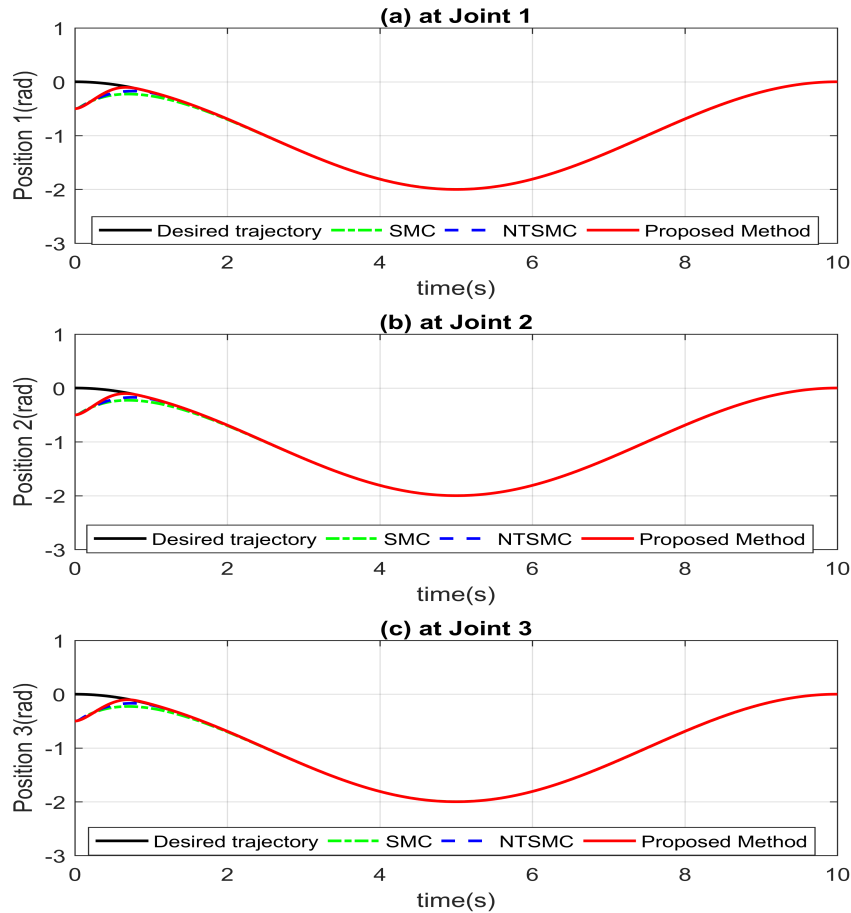 (a) at Joint 1
1
0
-1
-2
-3
Position 1(rad)
Desired trajectory SMC NTSMC Proposed Method
0 2 4 6 8 10
time(s)
(b) at Joint 2
1
0
-1
-2
-3
Position 2(rad)
Desired trajectory SMC NTSMC Proposed Method
0 2 4 6 8 10
time(s)
(c) at Joint 3
1
0
-1
-2
-3
Position 3(rad)
Desired trajectory SMC NTSMC Proposed Method
0 2 4 6 8 10
time(s)